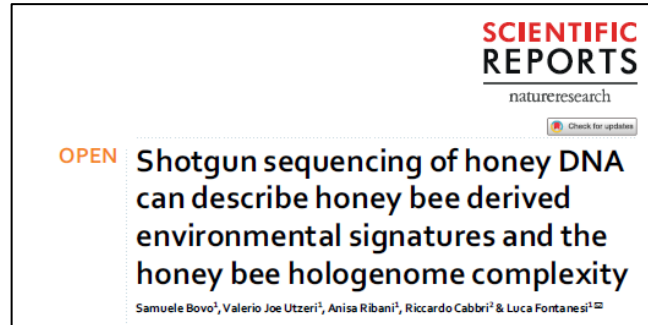 SCIENTIFIC
REPORTS
natureresearch
Check for updates
OPEN
Shotgun sequencing of honey DNA
can describe honey bee derived
environmental signatures and the
honey bee hologenome complexity
Samuele Bovo¹, Valerio Joe Utzeri¹, Anisa Ribani¹, Riccardo Cabbri² & Luca Fontanesi¹✉